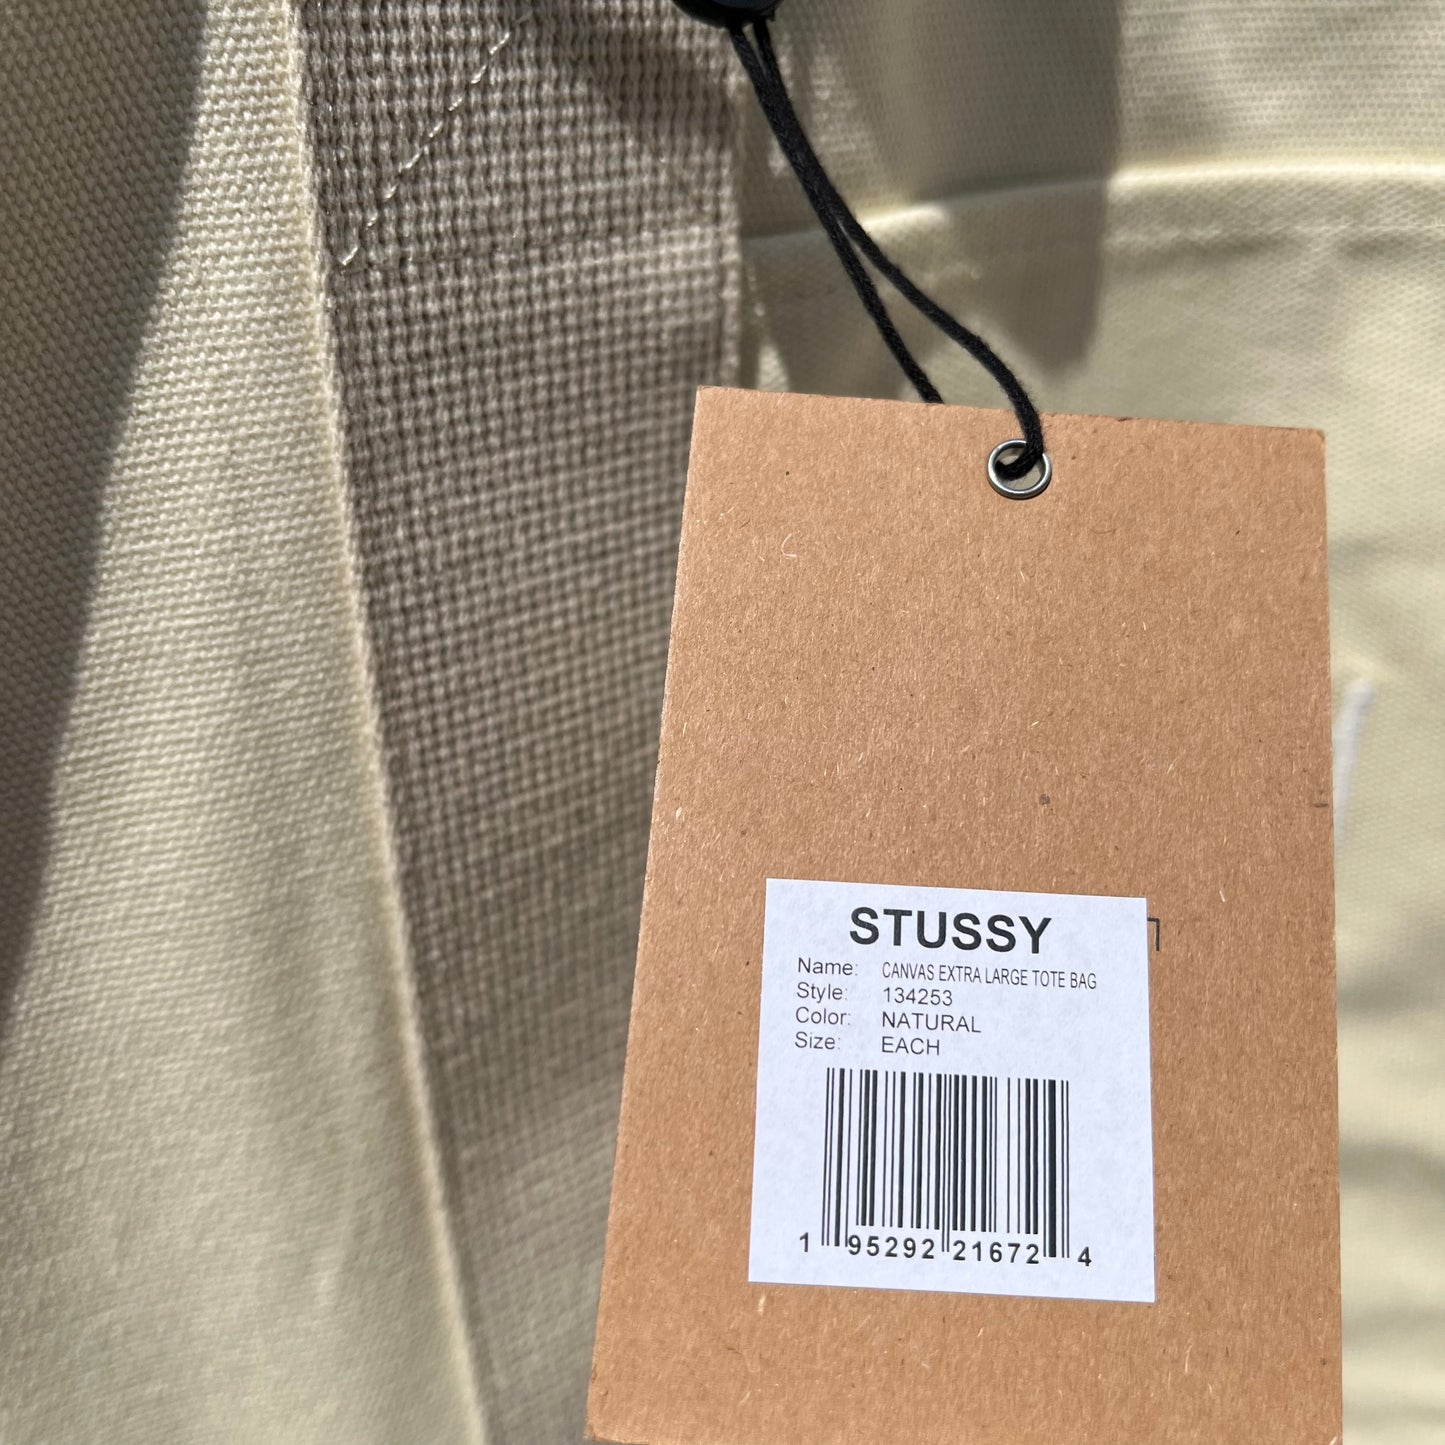 STUSSY
Name: CANVAS EXTRA LARGE TOTE BAG
Style: 134253
Color: NATURAL
Size: EACH
1 95292 21672 4